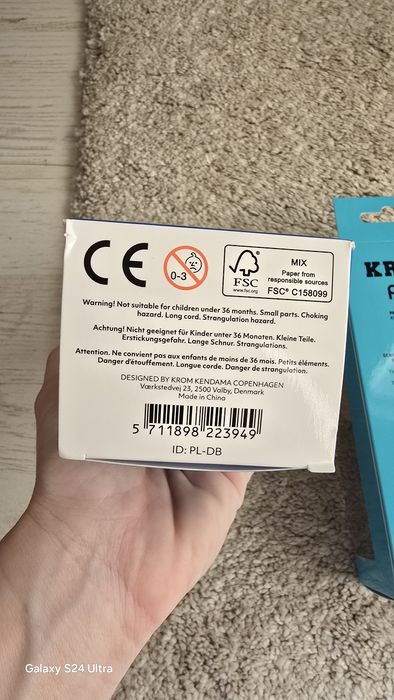 CE
0-3
FSC
www.fsc.org
MIX
Paper from
responsible sources
FSC® C158099
Warning! Not suitable for children under 36 months. Small parts. Choking
hazard. Long cord. Strangulation hazard.
Achtung! Nicht geeignet für Kinder unter 36 Monaten. Kleine Teile.
Erstickungsgefahr. Lange Schnur. Strangulations.
Attention. Ne convient pas aux enfants de moins de 36 mois. Petits éléments.
Danger d'étouffement. Longue corde. Danger de strangulation.
DESIGNED BY KROM KENDAMA COPENHAGEN
Værkstedvej 23, 2500 Valby, Denmark
Made in China
5 711898 223949
ID: PL-DB
KR
Galaxy S24 Ultra